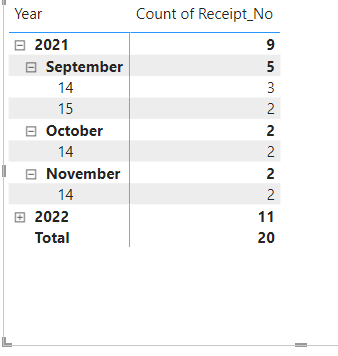 Year Count of Receipt_No
2021 9
September 5
14 3
15 2
October 2
14 2
November 2
14 2
2022 11
Total 20